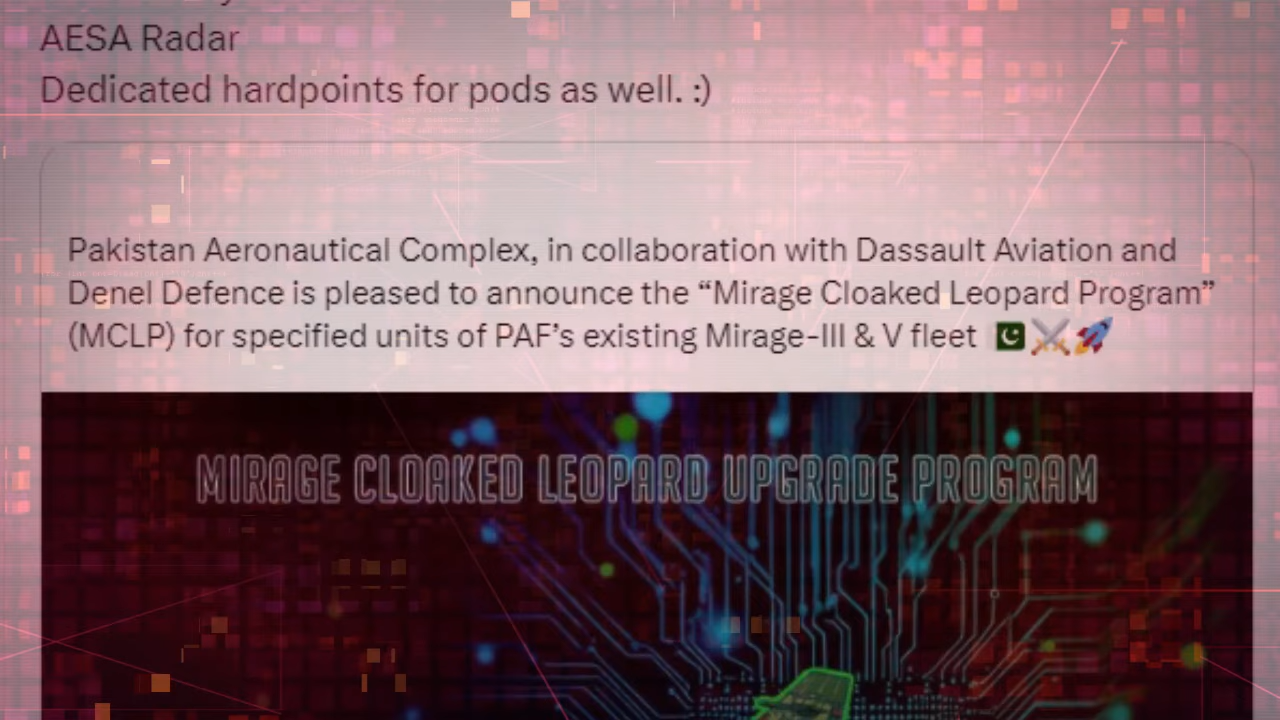 AESA Radar
Dedicated hardpoints for pods as well. :)
Pakistan Aeronautical Complex, in collaboration with Dassault Aviation and
Denel Defence is pleased to announce the “Mirage Cloaked Leopard Program”
(MCLP) for specified units of PAF’s existing Mirage-III & V fleet 🇵🇰⚔️🚀
MIRAGE CLOAKED LEOPARD UPGRADE PROGRAM